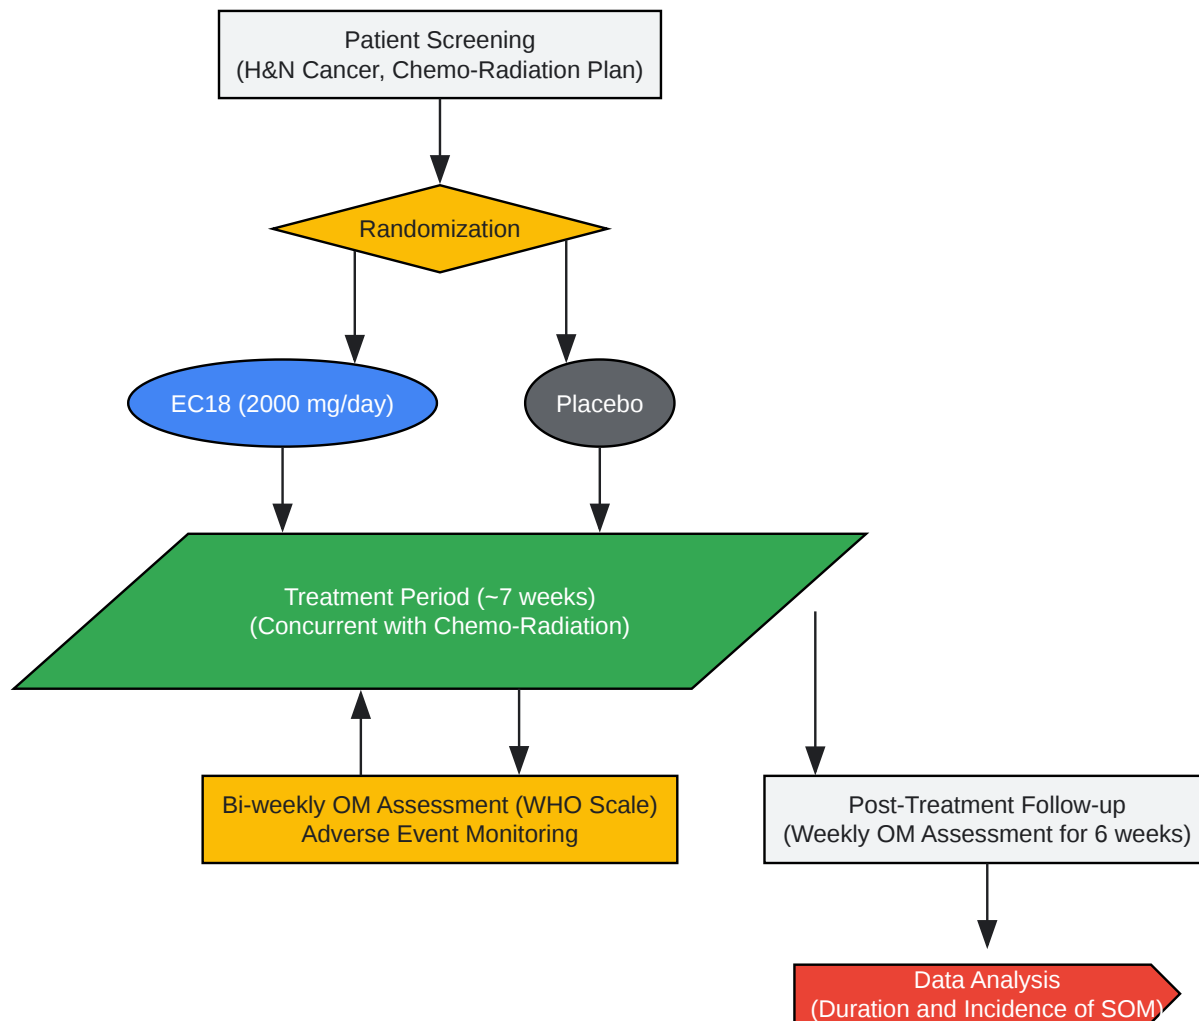 Patient Screening
(H&N Cancer, Chemo-Radiation Plan)
Randomization
EC18 (2000 mg/day)
Placebo
Treatment Period (~7 weeks)
(Concurrent with Chemo-Radiation)
Bi-weekly OM Assessment (WHO Scale)
Adverse Event Monitoring
Post-Treatment Follow-up
(Weekly OM Assessment for 6 weeks)
Data Analysis
(Duration and Incidence of SOM)